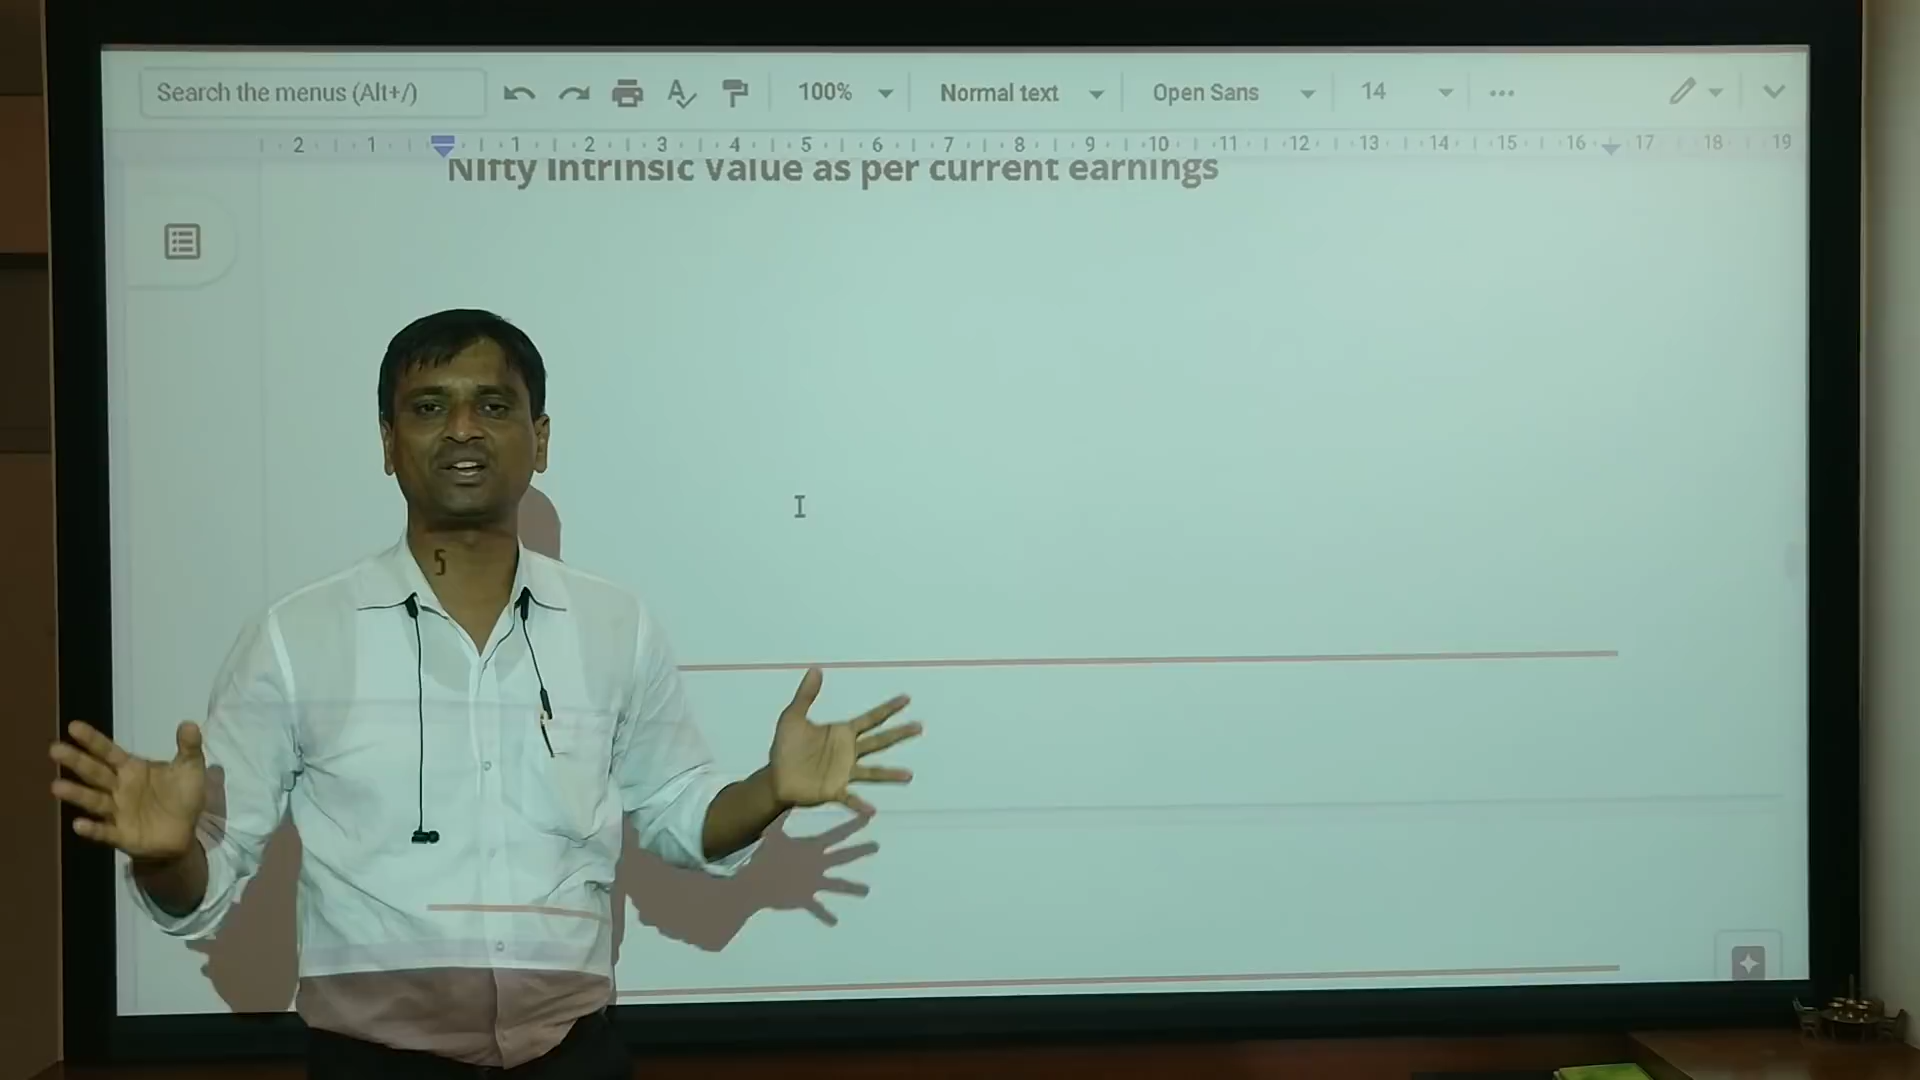 Search the menus (Alt+/) 100% Normal text Open Sans 14 ...
2 1 1 2 3 4 5 6 7 8 9 10 11 12 13 14 15 16 17 18 19
Nifty Intrinsic Value as per current earnings
5